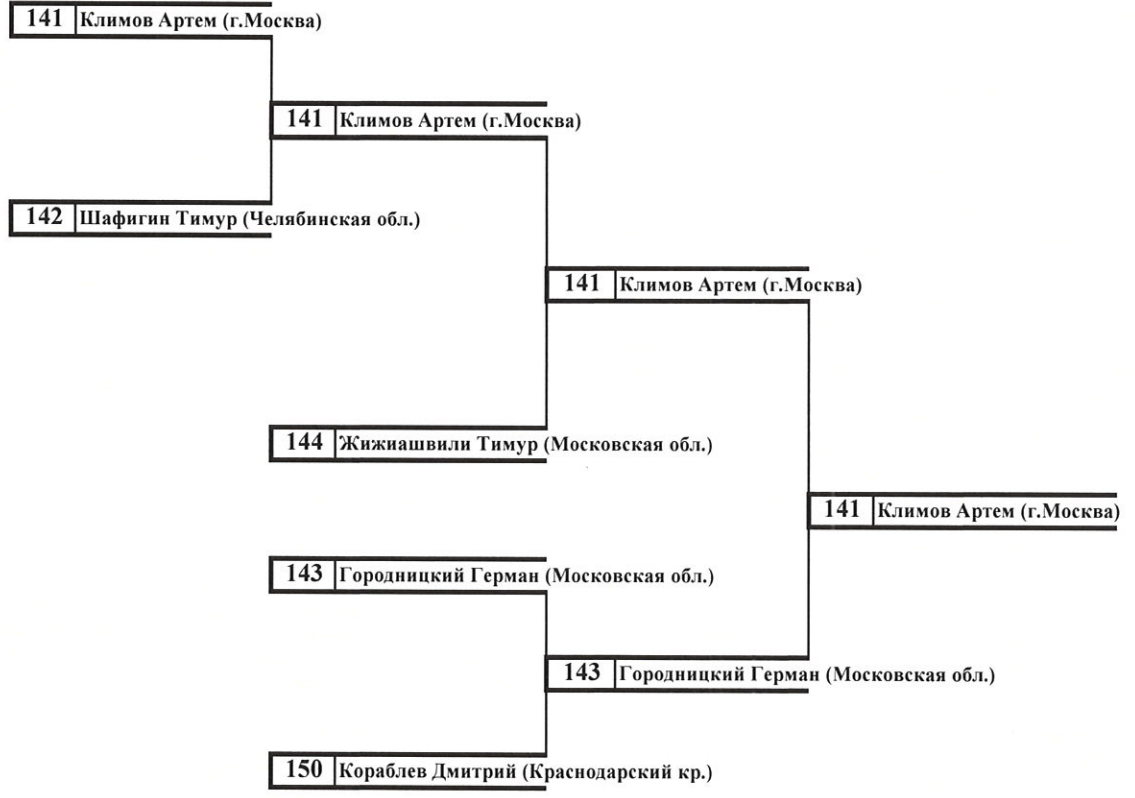 141 Климов Артем (г.Москва)
141 Климов Артем (г.Москва)
142 Шафигин Тимур (Челябинская обл.)
141 Климов Артем (г.Москва)
144 Жижиашвили Тимур (Московская обл.)
141 Климов Артем (г.Москва)
143 Городницкий Герман (Московская обл.)
143 Городницкий Герман (Московская обл.)
150 Кораблев Дмитрий (Краснодарский кр.)